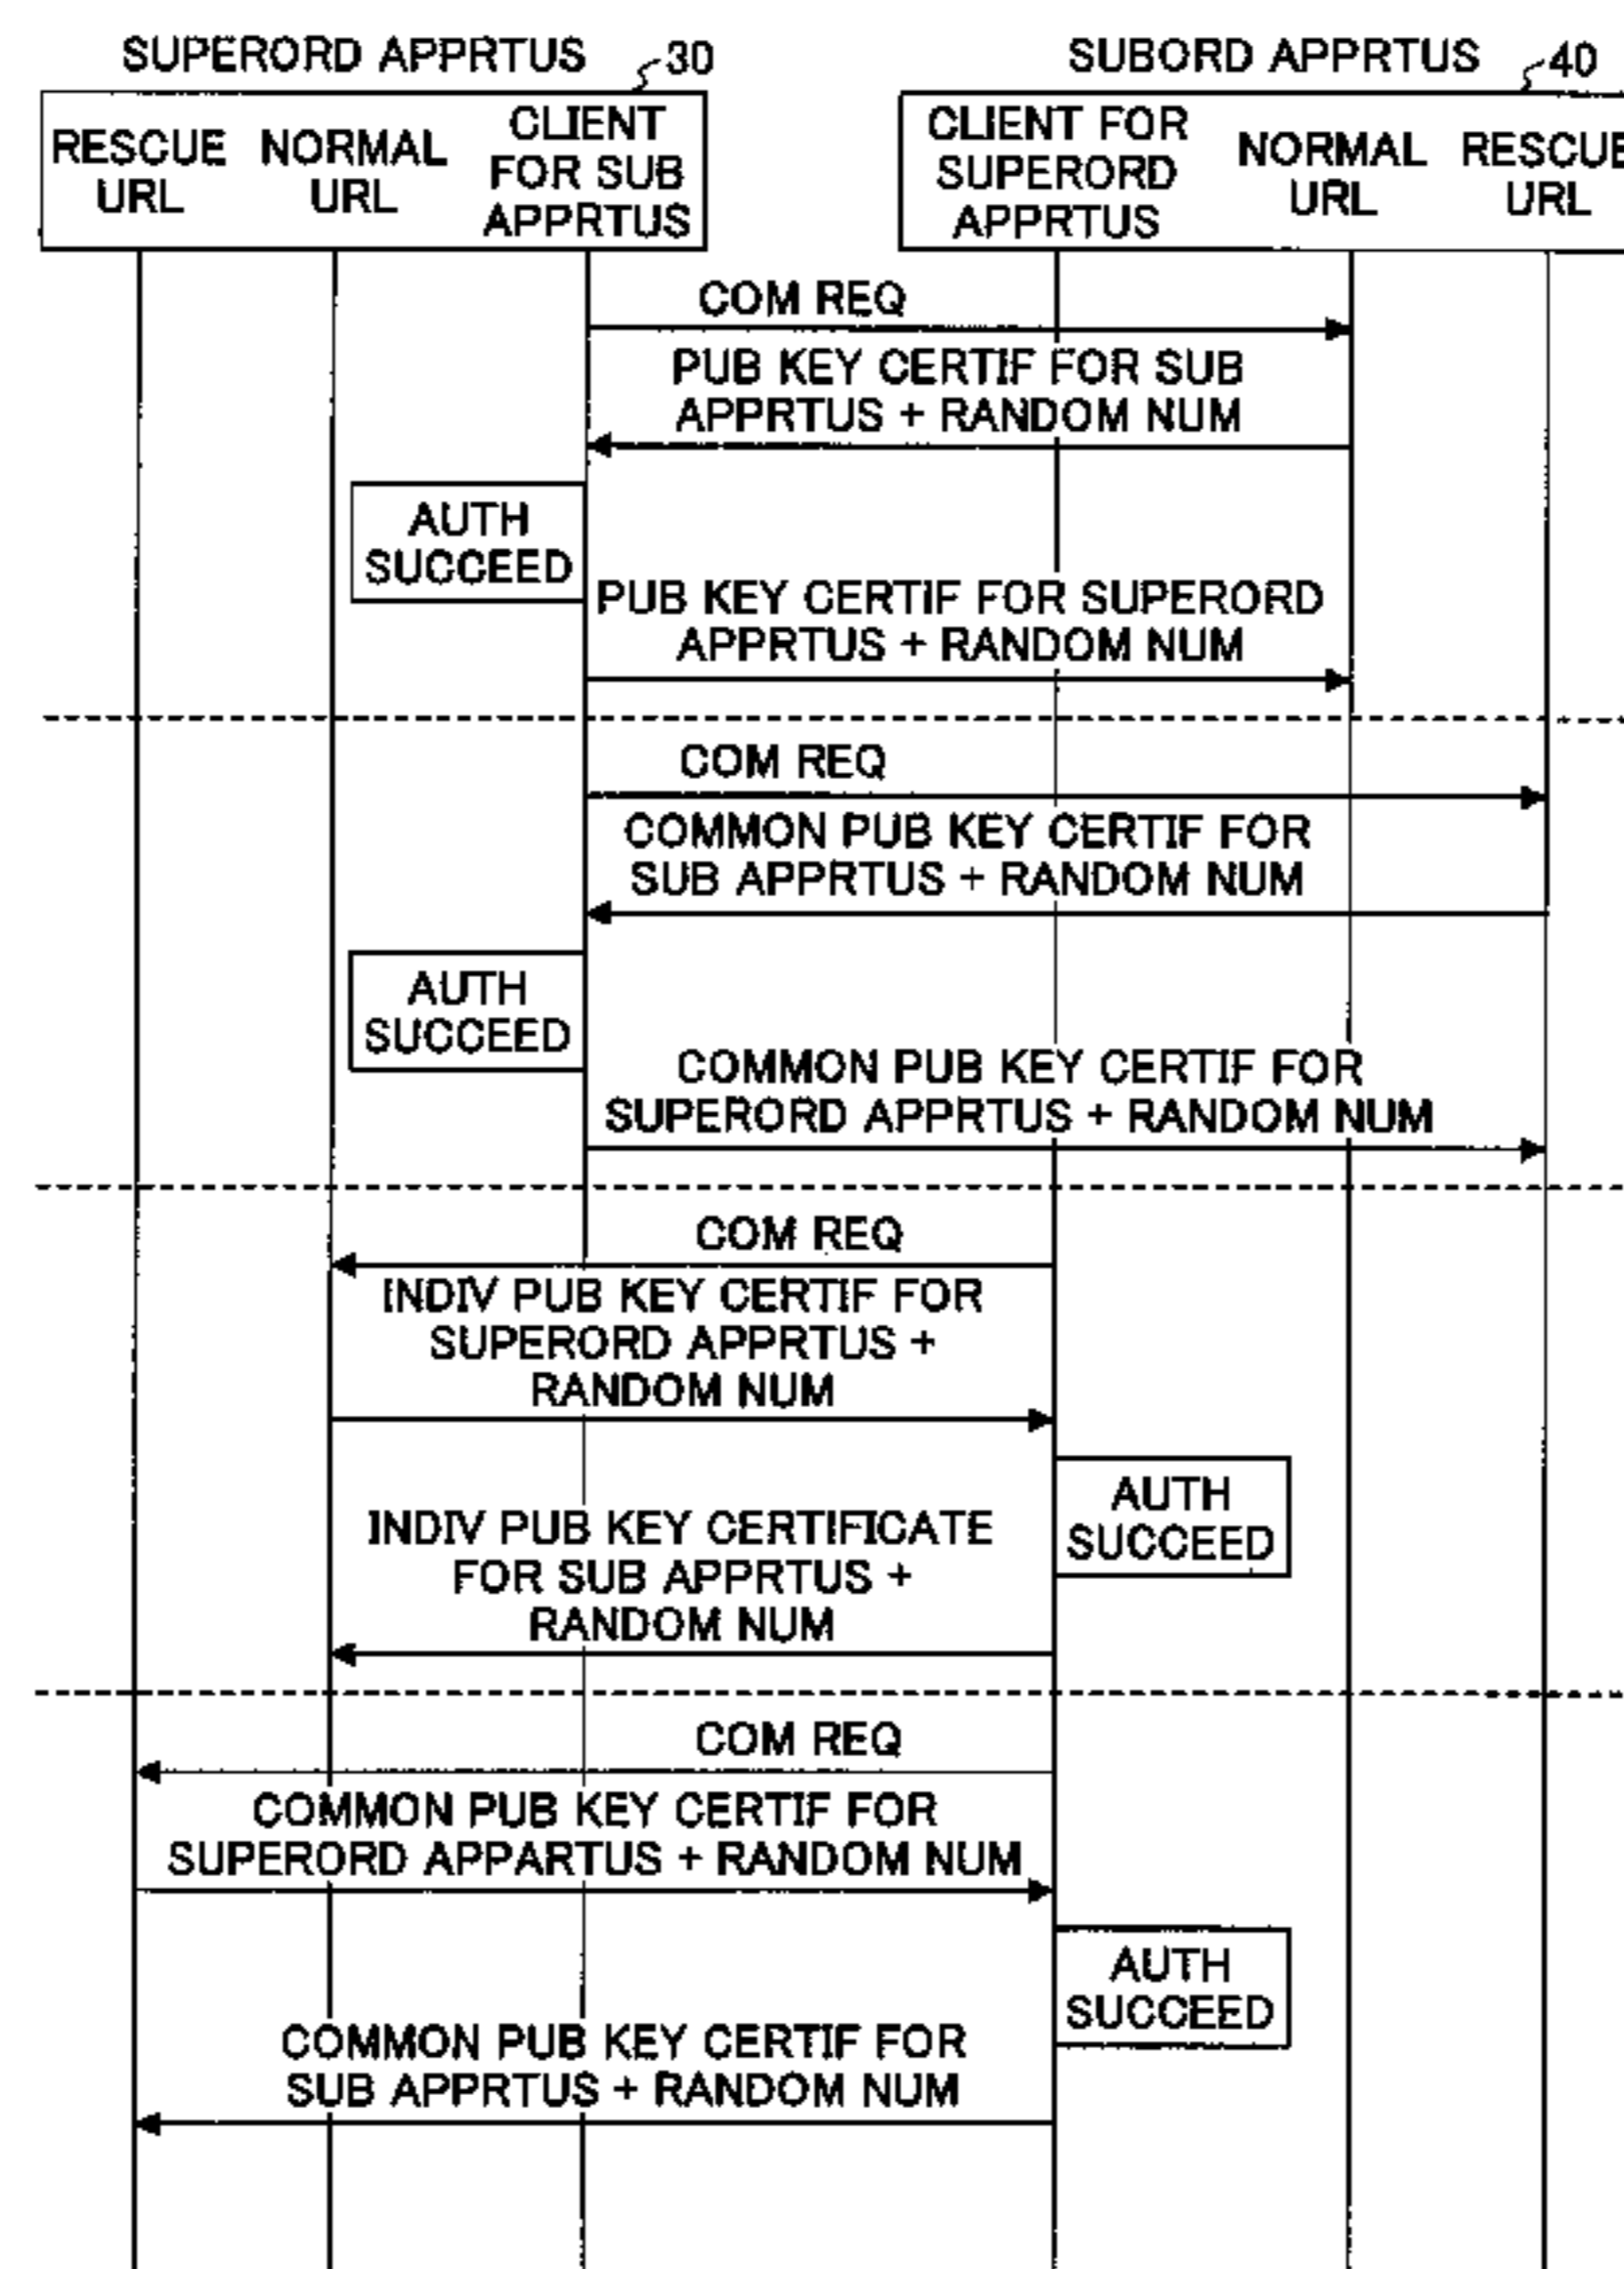 SUPERORD APPRTUS 30
SUBORD APPRTUS 40
RESCUE
URL
NORMAL
URL
CLIENT
FOR SUB
APPRTUS
CLIENT FOR
SUPERORD
APPRTUS
NORMAL
URL
RESCUE
URL
COM REQ
PUB KEY CERTIF FOR SUB
APPRTUS + RANDOM NUM
AUTH
SUCCEED
PUB KEY CERTIF FOR SUPERORD
APPRTUS + RANDOM NUM
COM REQ
COMMON PUB KEY CERTIF FOR
SUB APPRTUS + RANDOM NUM
AUTH
SUCCEED
COMMON PUB KEY CERTIF FOR
SUPERORD APPRTUS + RANDOM NUM
COM REQ
INDIV PUB KEY CERTIF FOR
SUPERORD APPRTUS +
RANDOM NUM
AUTH
SUCCEED
INDIV PUB KEY CERTIFICATE
FOR SUB APPRTUS +
RANDOM NUM
COM REQ
COMMON PUB KEY CERTIF FOR
SUPERORD APPARTUS + RANDOM NUM
AUTH
SUCCEED
COMMON PUB KEY CERTIF FOR
SUB APPRTUS + RANDOM NUM